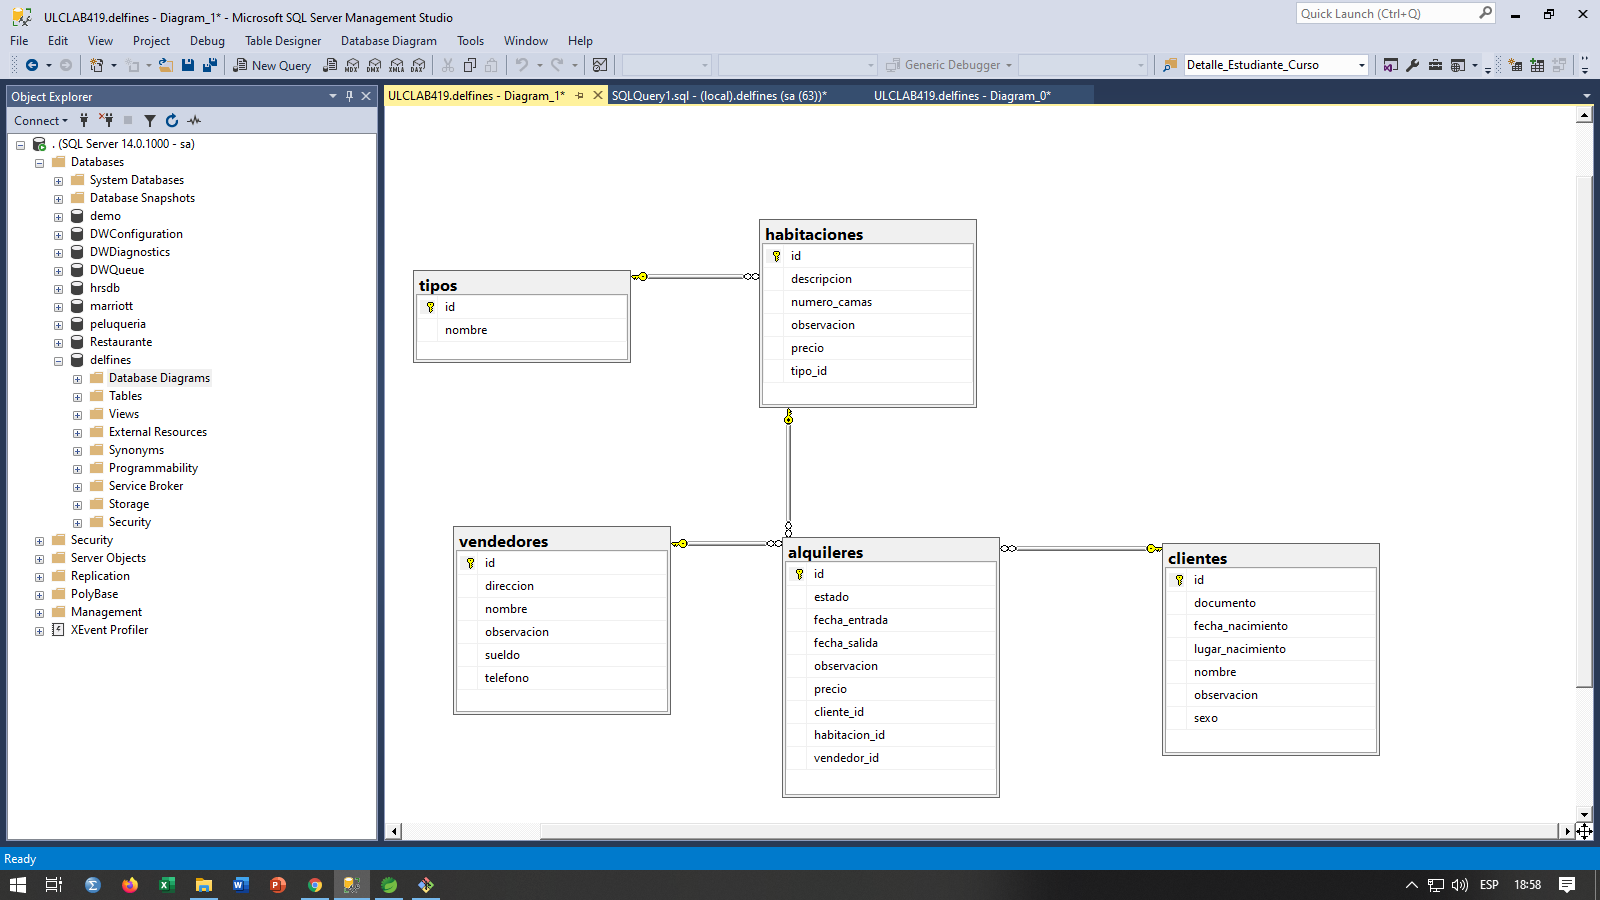 ULCLAB419.delfines - Diagram_1* - Microsoft SQL Server Management Studio
Quick Launch (Ctrl+Q)
File Edit View Project Debug Table Designer Database Diagram Tools Window Help
New Query
MDX DMX XMLA DAX
Generic Debugger
Detalle_Estudiante_Curso
Object Explorer
Connect
. (SQL Server 14.0.1000 - sa)
Databases
System Databases
Database Snapshots
demo
DWConfiguration
DWDiagnostics
DWQueue
hrsdb
marriott
peluqueria
Restaurante
delfines
Database Diagrams
Tables
Views
External Resources
Synonyms
Programmability
Service Broker
Storage
Security
Security
Server Objects
Replication
PolyBase
Management
XEvent Profiler
ULCLAB419.delfines - Diagram_1*
SQLQuery1.sql - (local).delfines (sa (63))*
ULCLAB419.delfines - Diagram_0*
tipos
id
nombre
habitaciones
id
descripcion
numero_camas
observacion
precio
tipo_id
vendedores
id
direccion
nombre
observacion
sueldo
telefono
alquileres
id
estado
fecha_entrada
fecha_salida
observacion
precio
cliente_id
habitacion_id
vendedor_id
clientes
id
documento
fecha_nacimiento
lugar_nacimiento
nombre
observacion
sexo
Ready
ESP
18:58